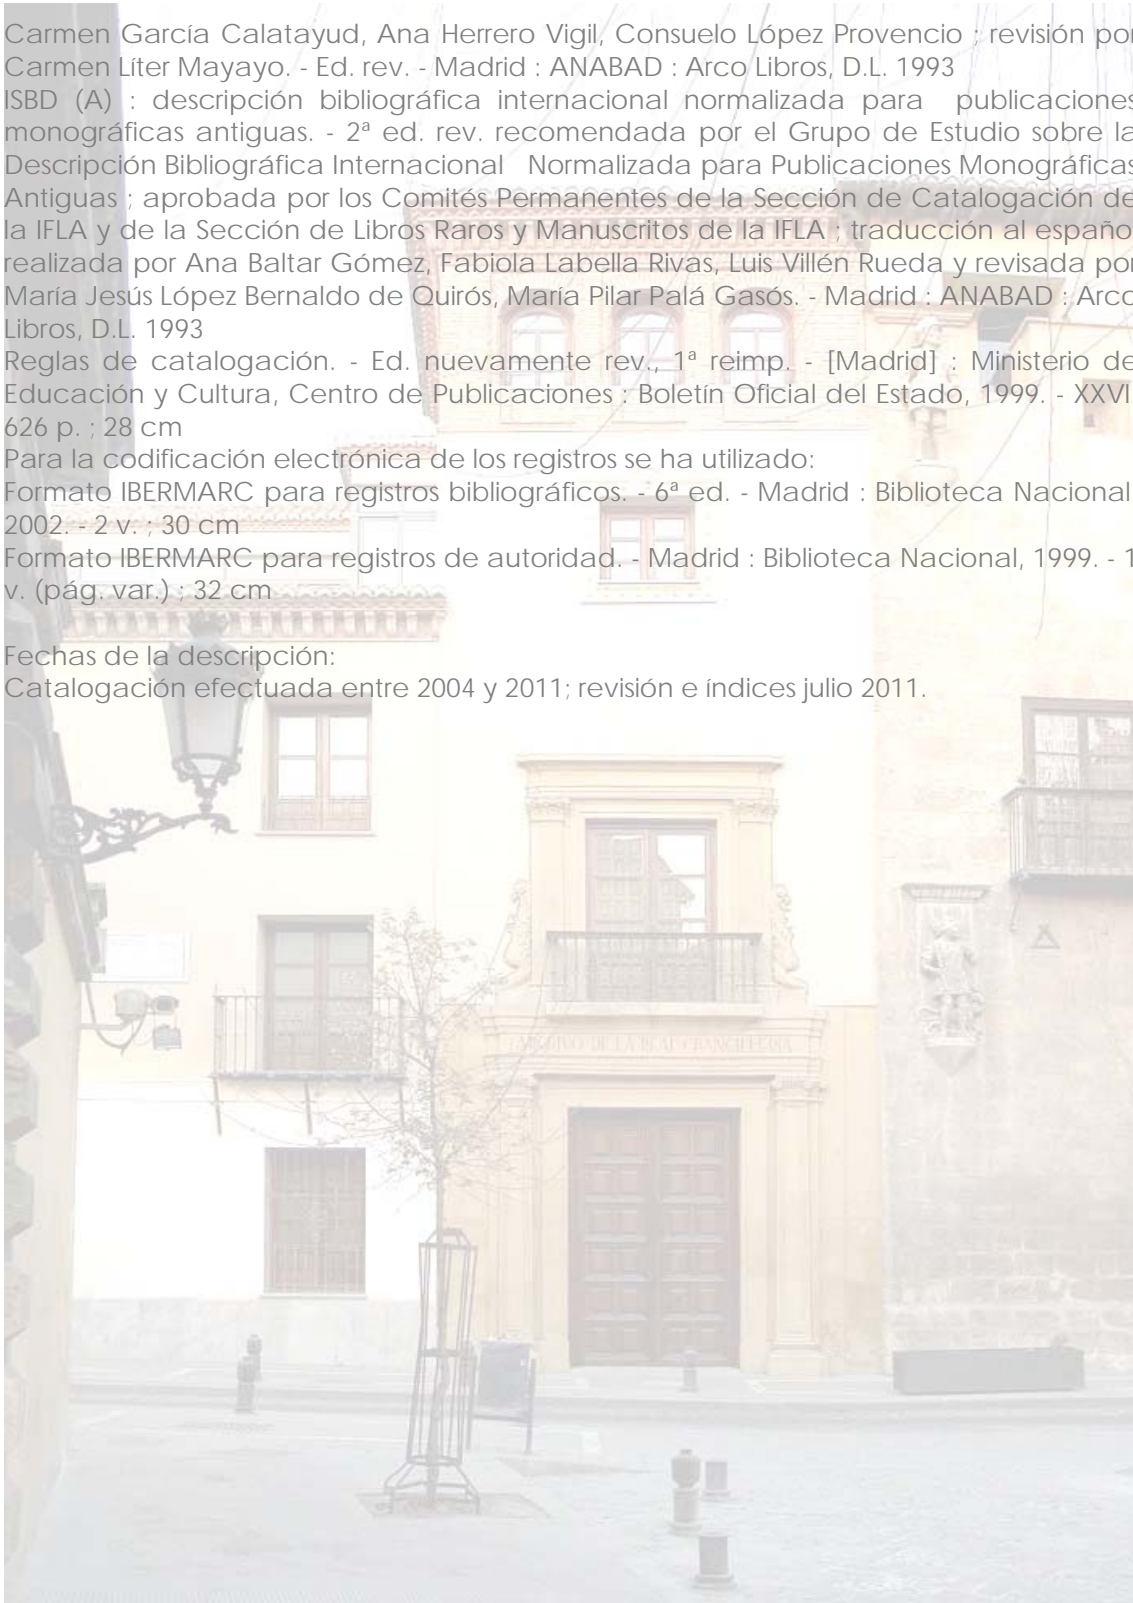 Carmen García Calatayud, Ana Herrero Vigil, Consuelo López Provencio ; revisión por
Carmen Líter Mayayo. - Ed. rev. - Madrid : ANABAD : Arco Libros, D.L. 1993
ISBD (A) : descripción bibliográfica internacional normalizada para publicaciones
monográficas antiguas. - 2ª ed. rev. recomendada por el Grupo de Estudio sobre la
Descripción Bibliográfica Internacional Normalizada para Publicaciones Monográficas
Antiguas ; aprobada por los Comités Permanentes de la Sección de Catalogación de
la IFLA y de la Sección de Libros Raros y Manuscritos de la IFLA ; traducción al español
realizada por Ana Baltar Gómez, Fabiola Labella Rivas, Luis Villén Rueda y revisada por
María Jesús López Bernaldo de Quirós, María Pilar Palá Gasós. - Madrid : ANABAD : Arco
Libros, D.L. 1993
Reglas de catalogación. - Ed. nuevamente rev., 1ª reimp. - [Madrid] : Ministerio de
Educación y Cultura, Centro de Publicaciones : Boletín Oficial del Estado, 1999. - XXVI
626 p. ; 28 cm
Para la codificación electrónica de los registros se ha utilizado:
Formato IBERMARC para registros bibliográficos. - 6ª ed. - Madrid : Biblioteca Nacional
2002. - 2 v. ; 30 cm
Formato IBERMARC para registros de autoridad. - Madrid : Biblioteca Nacional, 1999. - 1
v. (pág. var.) ; 32 cm
Fechas de la descripción:
Catalogación efectuada entre 2004 y 2011; revisión e índices julio 2011.
ARCHIVO DE LA REAL CHANCILLERIA